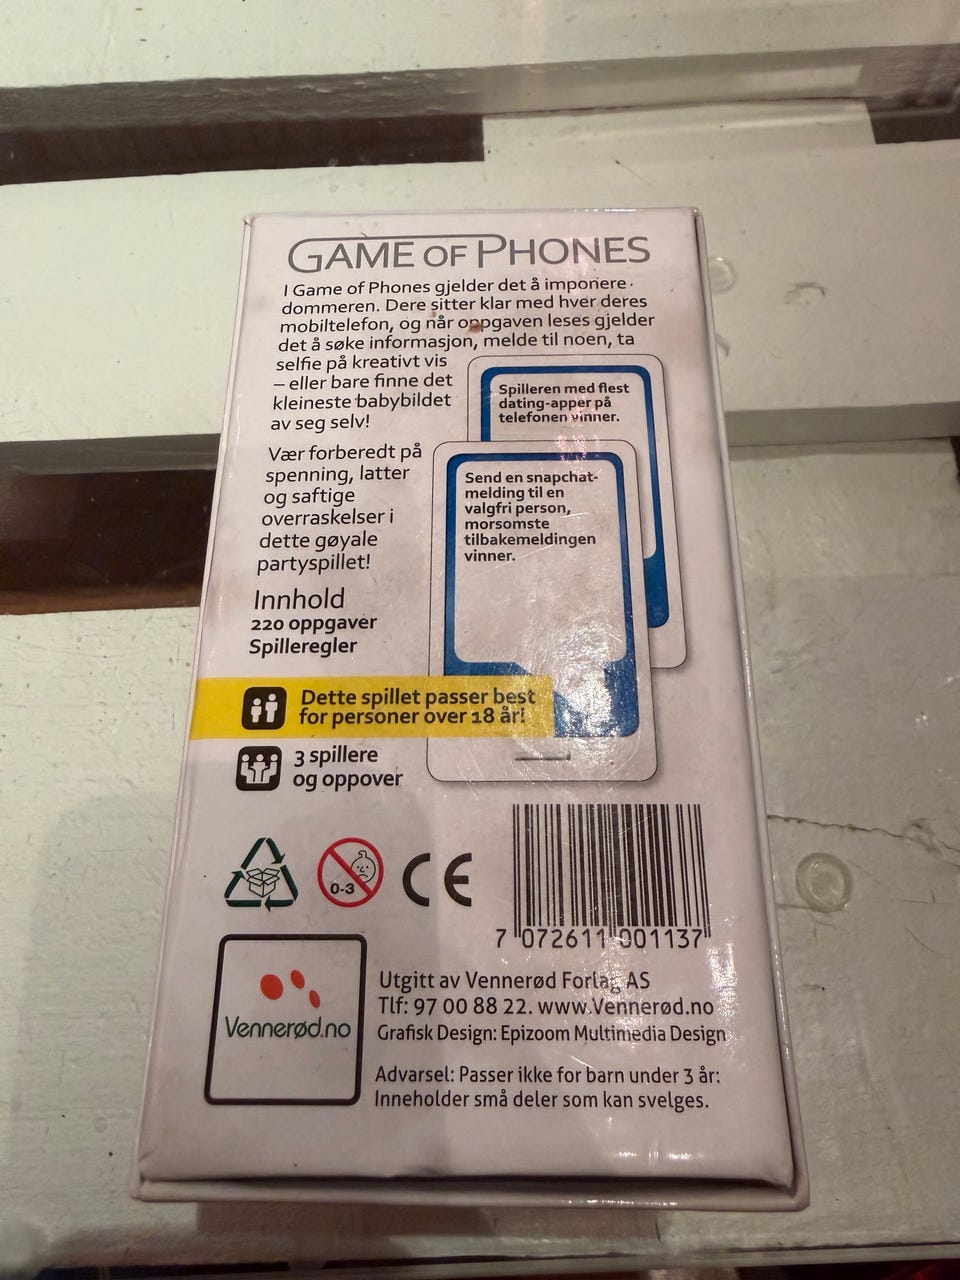 GAME OF PHONES
I Game of Phones gjelder det å imponere
dommeren. Dere sitter klar med hver deres
mobiltelefon, og når oppgaven leses gjelder
det å søke informasjon, melde til noen, ta
selfie på kreativt vis
– eller bare finne det
kleineste babybildet
av seg selv!
Vær forberedt på
spenning, latter
og saftige
overraskelser i
dette gøyale
partyspillet!
Spilleren med flest
dating-apper på
telefonen vinner.
Send en snapchat-
melding til en
valgfri person,
morsomste
tilbakemeldingen
vinner.
Innhold
220 oppgaver
Spilleregler
Dette spillet passer best
for personer over 18 år!
3 spillere
og oppover
0-3
CE
7 072611 001137
Vennerød.no
Utgitt av Vennerød Forlag AS
Tlf: 97 00 88 22. www.Vennerød.no
Grafisk Design: Epizoom Multimedia Design
Advarsel: Passer ikke for barn under 3 år:
Inneholder små deler som kan svelges.